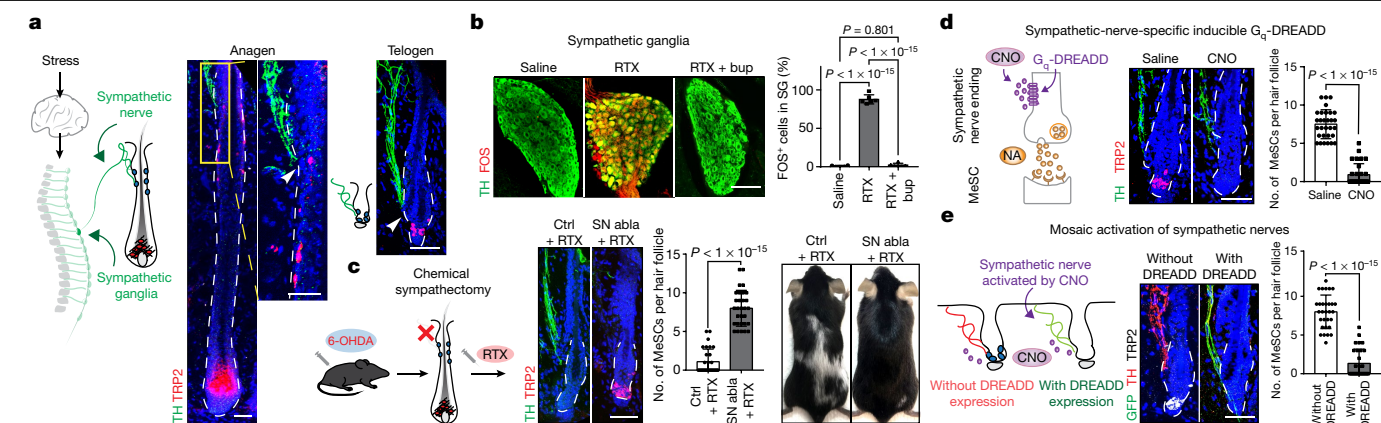 a
Stress
Sympathetic
nerve
Sympathetic
ganglia
Anagen
Telogen
TH TRP2
b
Sympathetic ganglia
Saline
RTX
RTX + bup
TH FOS
FOS+ cells in SG (%)
100
50
0
P = 0.801
P < 1 × 10⁻¹⁵
P < 1 × 10⁻¹⁵
Saline
RTX
RTX +
bup
c
Chemical
sympathectomy
6-OHDA
RTX
Ctrl
+ RTX
SN abla
+ RTX
TH TRP2
No. of MeSCs per hair follicle
15
10
5
0
P < 1 × 10⁻¹⁵
Ctrl
+ RTX
SN abla
+ RTX
Ctrl
+ RTX
SN abla
+ RTX
d
Sympathetic-nerve-specific inducible Gq-DREADD
Sympathetic
nerve ending
MeSC
CNO
Gq-DREADD
NA
Saline
CNO
TH TRP2
No. of MeSCs per hair follicle
15
10
5
0
P < 1 × 10⁻¹⁵
Saline
CNO
e
Mosaic activation of sympathetic nerves
Sympathetic nerve
activated by CNO
CNO
Without DREADD
expression
With DREADD
expression
Without
DREADD
With
DREADD
GFP TH TRP2
No. of MeSCs per hair follicle
15
10
5
0
P < 1 × 10⁻¹⁵
Without
DREADD
With
DREADD